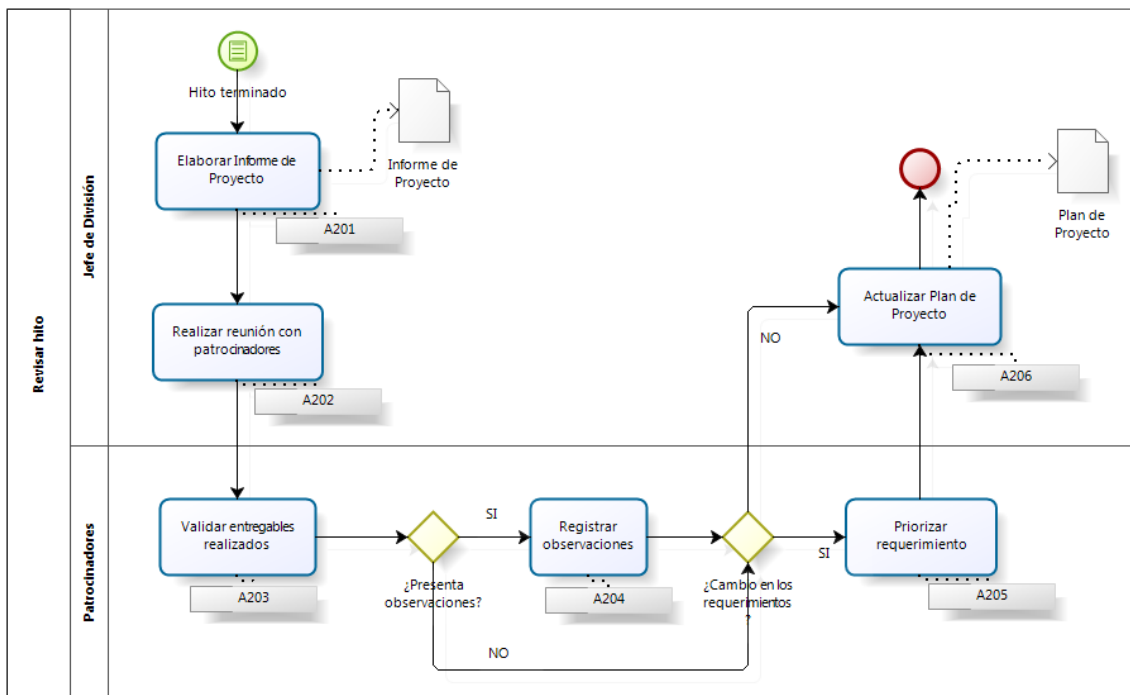 Revisar hito
Jefe de División
Hito terminado
Elaborar Informe de
Proyecto
Informe de
Proyecto
A201
Realizar reunión con
patrocinadores
A202
Plan de
Proyecto
Actualizar Plan de
Proyecto
NO
A206
Patrocinadores
Validar entregables
realizados
A203
¿Presenta
observaciones?
SI
NO
Registrar
observaciones
A204
¿Cambio en los
requerimientos
?
SI
Priorizar
requerimiento
A205